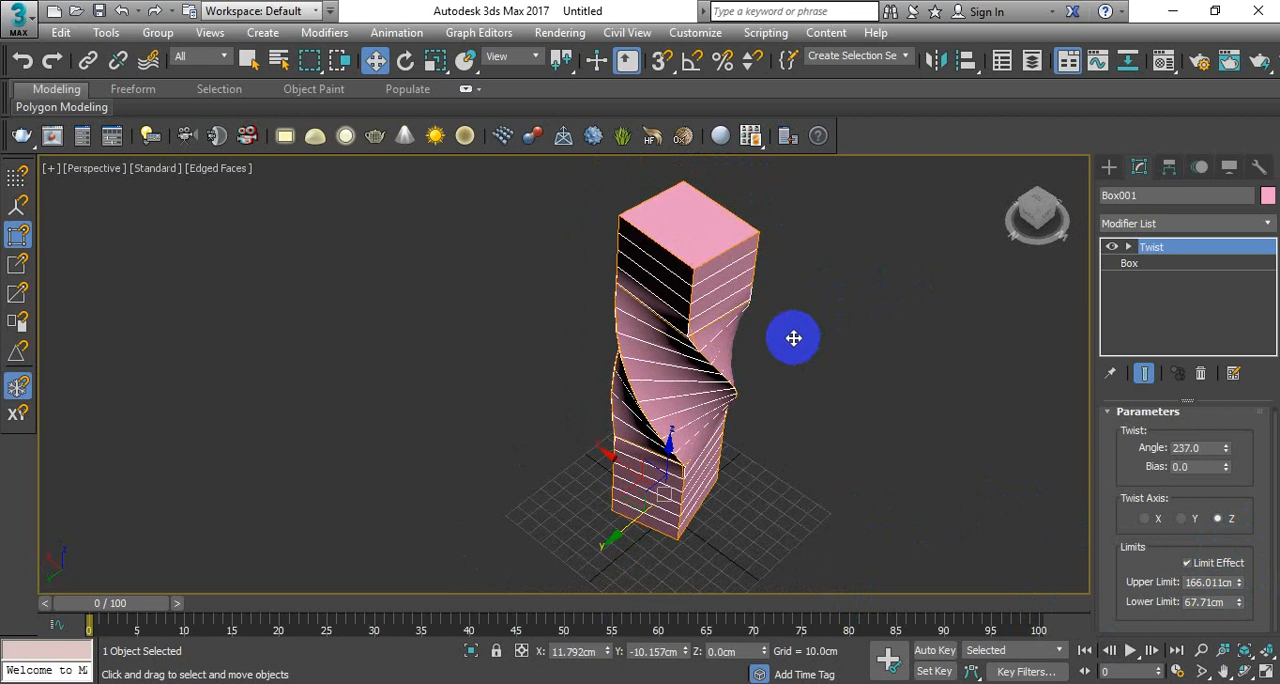 3 MAX
Workspace: Default
Autodesk 3ds Max 2017 Untitled
Type a keyword or phrase
Sign In
Edit Tools Group Views Create Modifiers Animation Graph Editors Rendering Civil View Customize Scripting Content Help
All View Create Selection Se
Modeling Freeform Selection Object Paint Populate
Polygon Modeling
[+] [Perspective] [Standard] [Edged Faces]
Box001
Modifier List
Twist
Box
Parameters
Twist:
Angle: 237.0
Bias: 0.0
Twist Axis:
X Y Z
Limits
Limit Effect
Upper Limit: 166.011cm
Lower Limit: 67.71cm
0 / 100
0 5 10 15 20 25 30 35 40 45 50 55 60 65 70 75 80 85 90 95 100
1 Object Selected
X: 11.792cm Y: -10.157cm Z: 0.0cm Grid = 10.0cm
Auto Key Selected
Welcome to M
Click and drag to select and move objects
Add Time Tag
Set Key Key Filters...
0